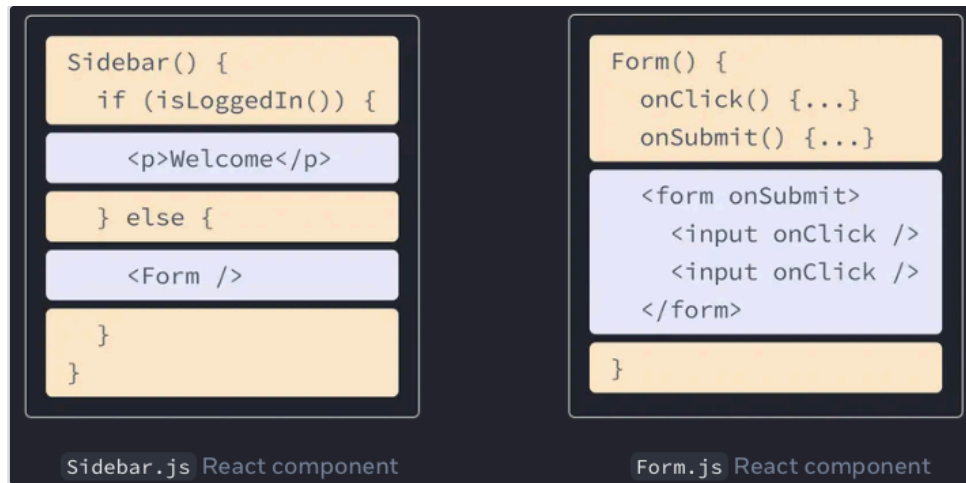 Sidebar() {
if (isLoggedIn()) {
<p>Welcome</p>
} else {
<Form />
}
}
Sidebar.js React component
Form() {
onClick() {...}
onSubmit() {...}
<form onSubmit>
<input onClick />
<input onClick />
</form>
}
Form.js React component